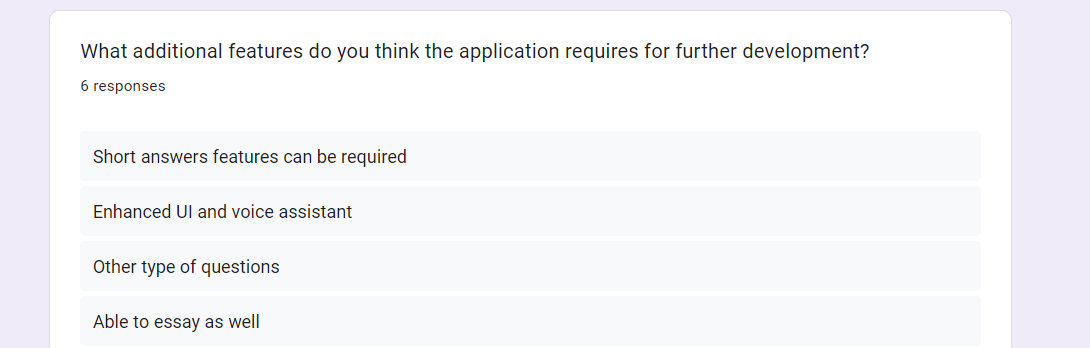 What additional features do you think the application requires for further development?
6 responses
Short answers features can be required
Enhanced UI and voice assistant
Other type of questions
Able to essay as well